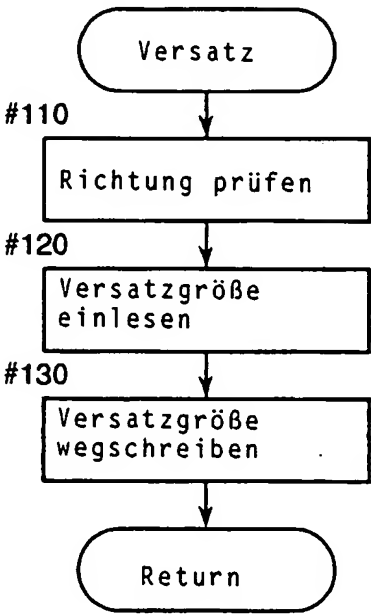 Versatz
#110
Richtung prüfen
#120
Versatzgröße
einlesen
#130
Versatzgröße
wegschreiben
Return